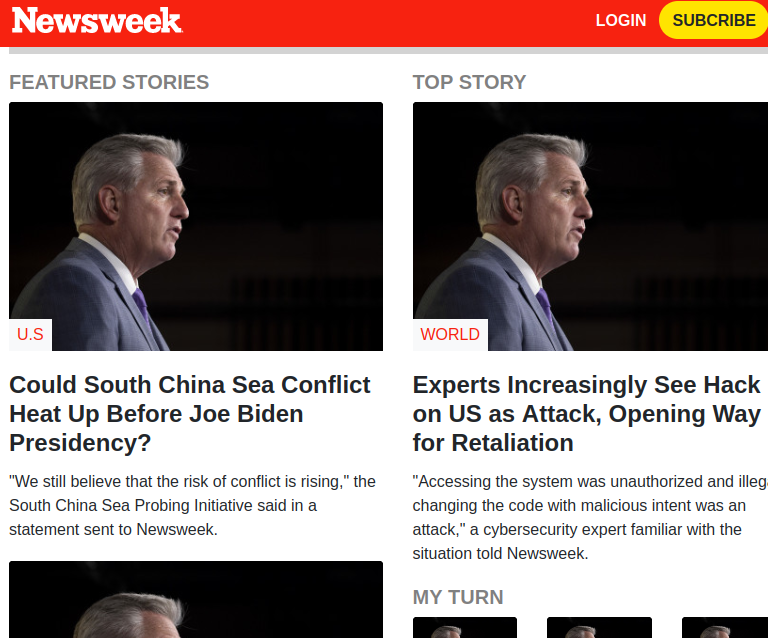 Newsweek
LOGIN
SUBCRIBE
FEATURED STORIES
U.S
Could South China Sea Conflict
Heat Up Before Joe Biden
Presidency?
"We still believe that the risk of conflict is rising," the
South China Sea Probing Initiative said in a
statement sent to Newsweek.
TOP STORY
WORLD
Experts Increasingly See Hack
on US as Attack, Opening Way
for Retaliation
"Accessing the system was unauthorized and illega
changing the code with malicious intent was an
attack," a cybersecurity expert familiar with the
situation told Newsweek.
MY TURN